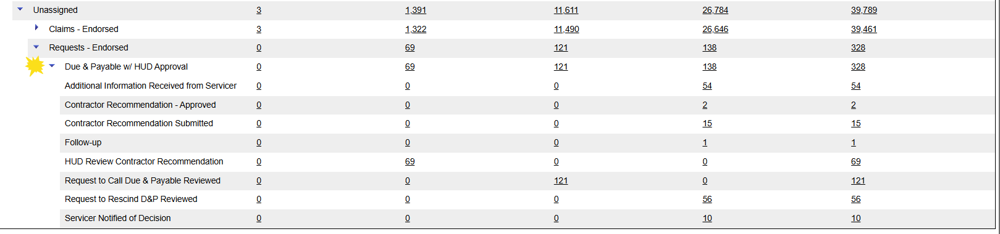 Unassigned 3 1,391 11,611 26,784 39,789
Claims - Endorsed 3 1,322 11,490 26,646 39,461
Requests - Endorsed 0 69 121 138 328
Due & Payable w/ HUD Approval 0 69 121 138 328
Additional Information Received from Servicer 0 0 0 54 54
Contractor Recommendation - Approved 0 0 0 2 2
Contractor Recommendation Submitted 0 0 0 15 15
Follow-up 0 0 0 1 1
HUD Review Contractor Recommendation 0 69 0 0 69
Request to Call Due & Payable Reviewed 0 0 121 0 121
Request to Rescind D&P Reviewed 0 0 0 56 56
Servicer Notified of Decision 0 0 0 10 10